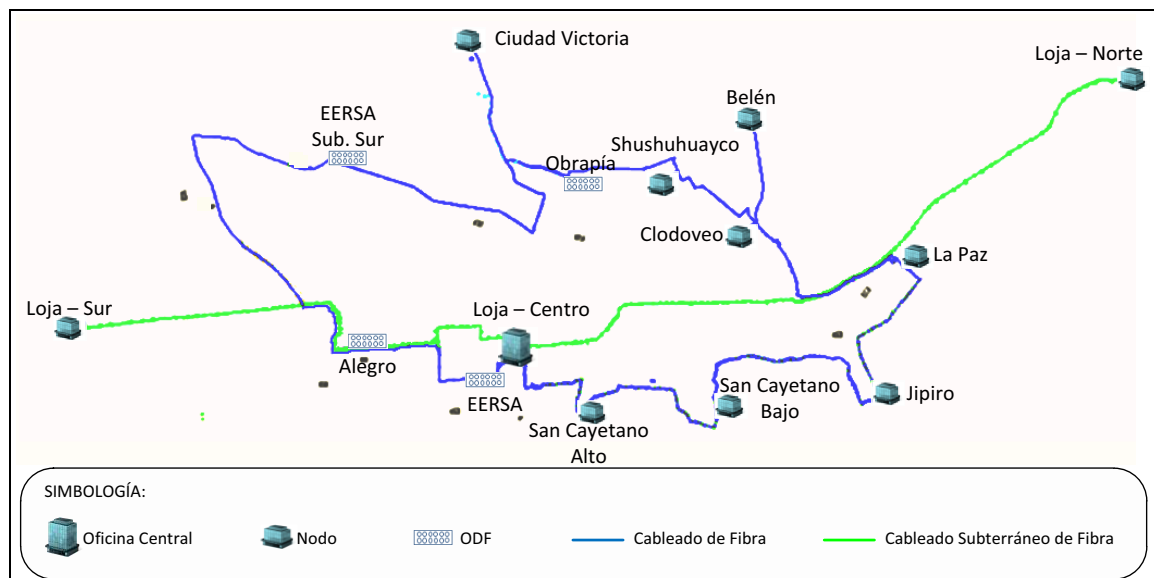 Ciudad Victoria
Loja – Norte
Belén
EERSA
Sub. Sur
Shushuhuayco
Obrapía
Clodoveo
La Paz
Loja – Sur
Loja – Centro
Alegro
EERSA
San Cayetano
Alto
San Cayetano
Bajo
Jipiro
SIMBOLOGÍA:
Oficina Central
Nodo
ODF
Cableado de Fibra
Cableado Subterráneo de Fibra